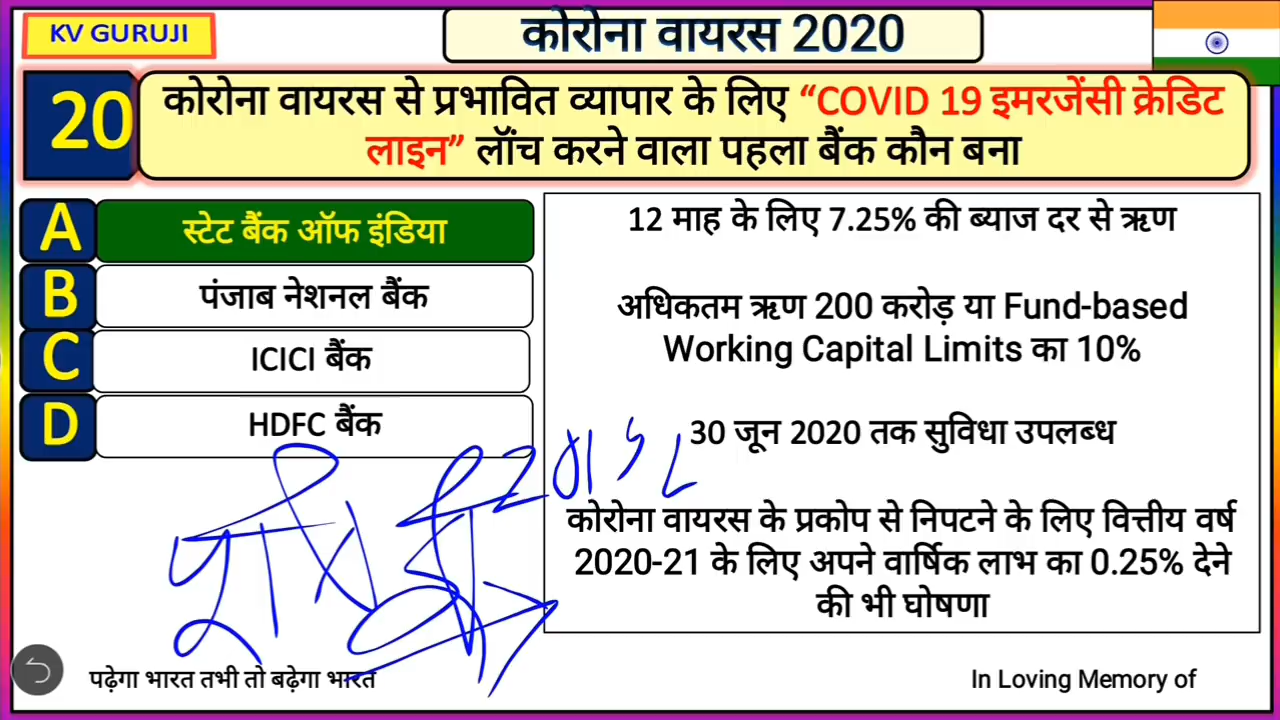 KV GURUJI
कोरोना वायरस 2020
20
कोरोना वायरस से प्रभावित व्यापार के लिए “COVID 19 इमरजेंसी क्रेडिट
लाइन” लॉंच करने वाला पहला बैंक कौन बना
A स्टेट बैंक ऑफ इंडिया
B पंजाब नेशनल बैंक
C ICICI बैंक
D HDFC बैंक
12 माह के लिए 7.25% की ब्याज दर से ऋण
अधिकतम ऋण 200 करोड़ या Fund-based
Working Capital Limits का 10%
30 जून 2020 तक सुविधा उपलब्ध
कोरोना वायरस के प्रकोप से निपटने के लिए वित्तीय वर्ष
2020-21 के लिए अपने वार्षिक लाभ का 0.25% देने
की भी घोषणा
पढ़ेगा भारत तभी तो बढ़ेगा भारत
In Loving Memory of